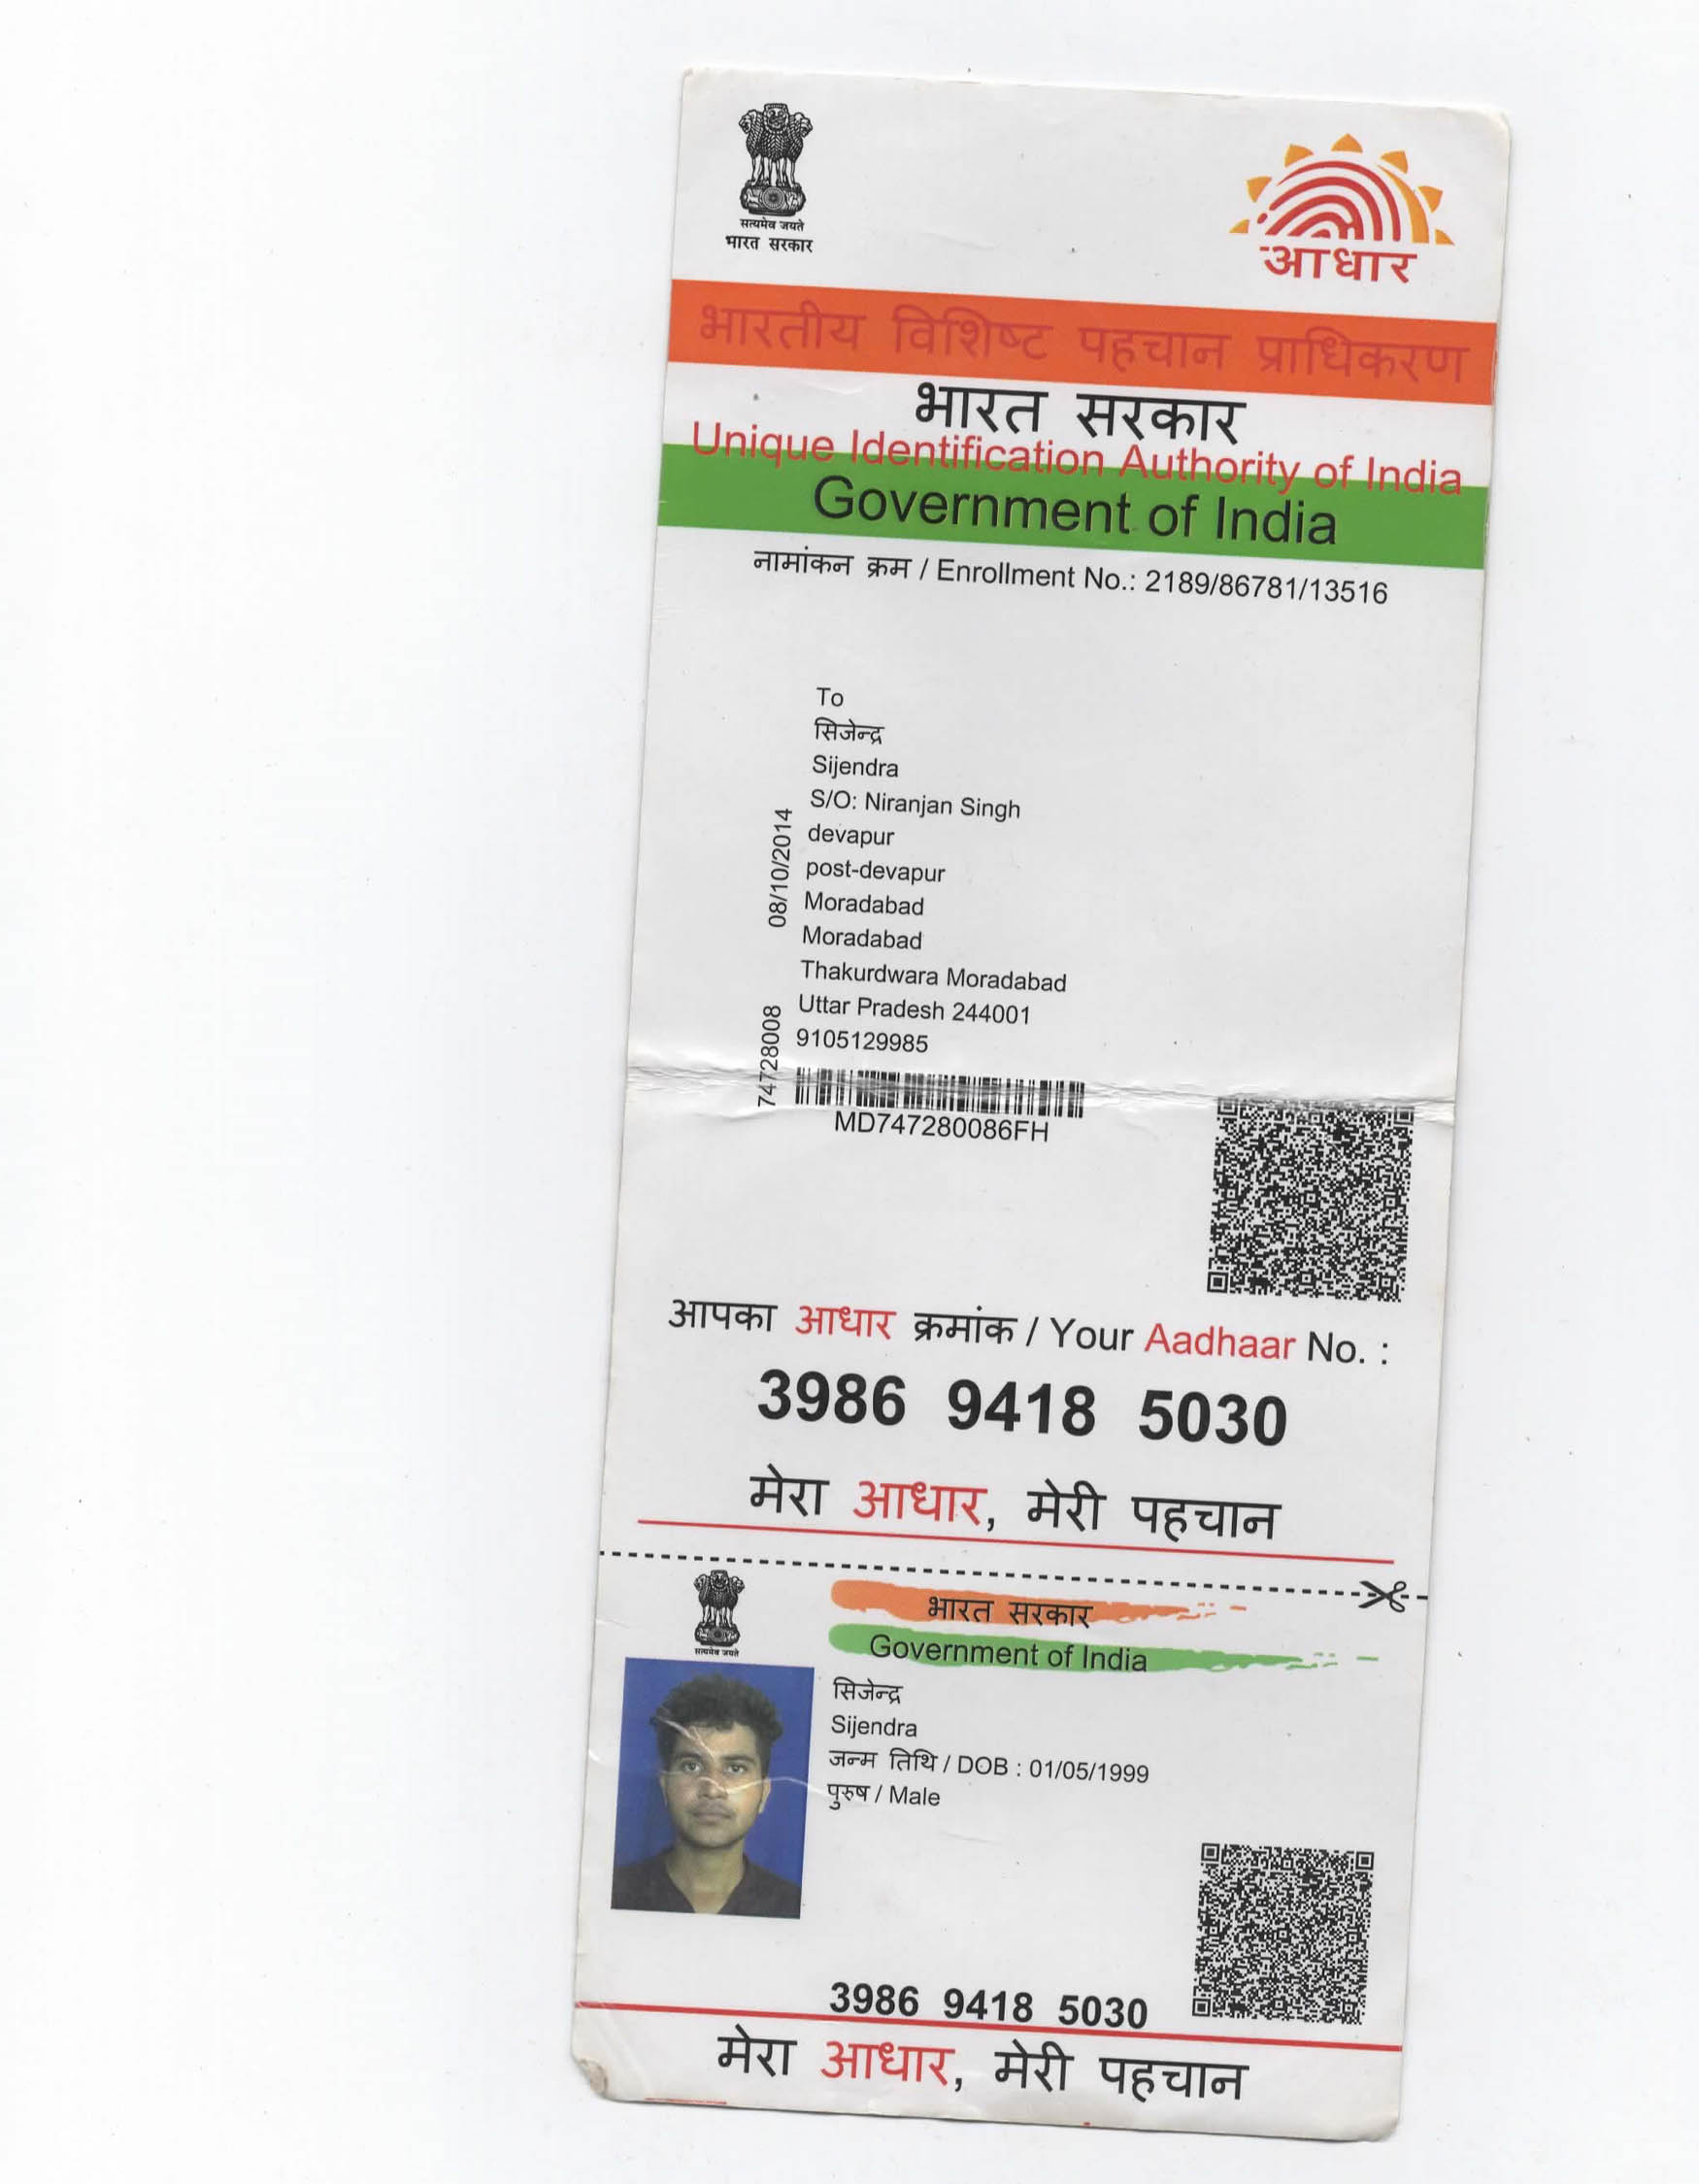 सत्यमेव जयते
भारत सरकार
आधार
भारतीय विशिष्ट पहचान प्राधिकरण
भारत सरकार
Unique Identification Authority of India
Government of India
नामांकन क्रम / Enrollment No.: 2189/86781/13516
To
सिजेन्द्र
Sijendra
S/O: Niranjan Singh
devapur
post-devapur
Moradabad
Moradabad
Thakurdwara Moradabad
Uttar Pradesh 244001
9105129985
08/10/2014
74728008
MD747280086FH
आपका आधार क्रमांक / Your Aadhaar No. :
3986 9418 5030
मेरा आधार, मेरी पहचान
सत्यमेव जयते
भारत सरकार
Government of India
सिजेन्द्र
Sijendra
जन्म तिथि / DOB : 01/05/1999
पुरुष / Male
3986 9418 5030
मेरा आधार, मेरी पहचान